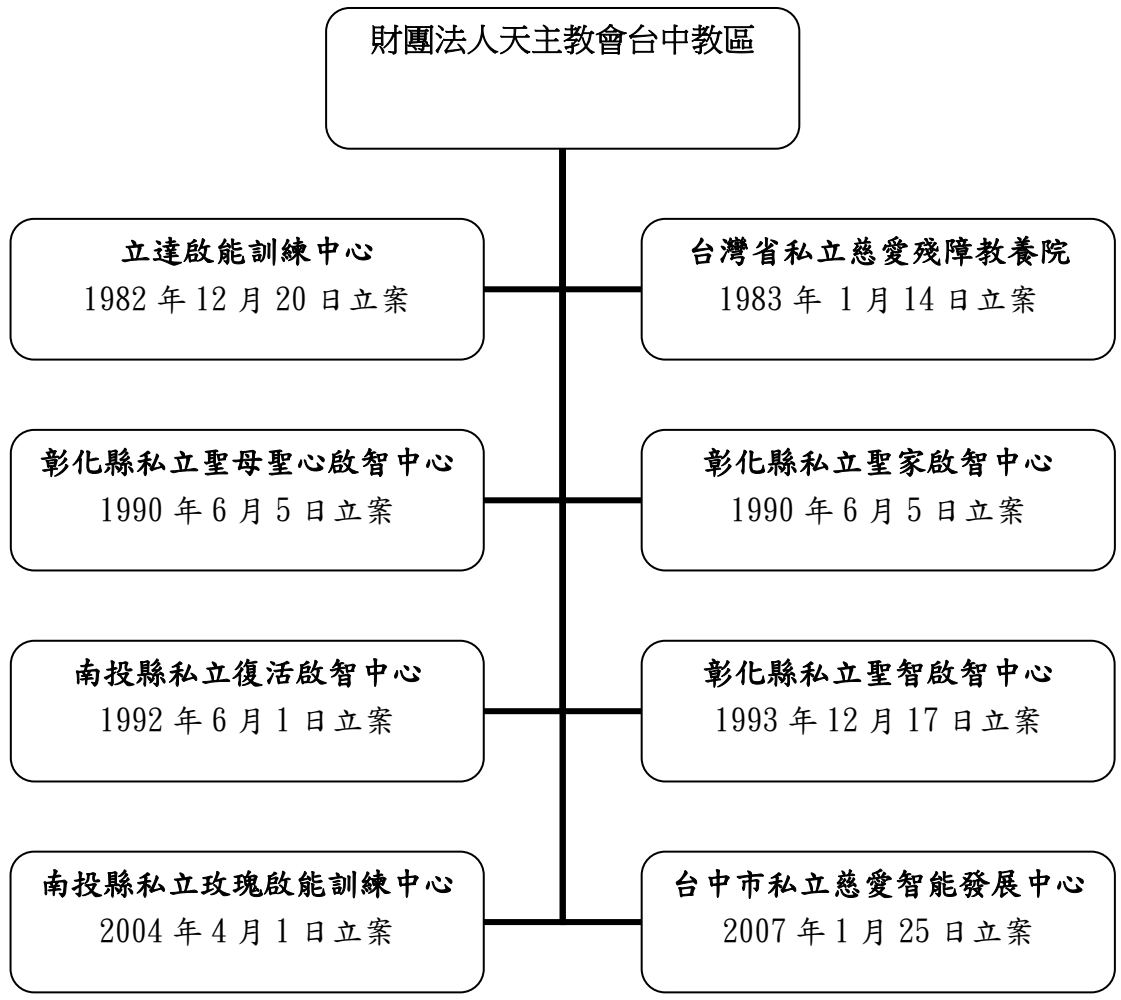 財團法人天主教會台中教區
立達啟能訓練中心
1982 年 12 月 20 日立案
台灣省私立慈愛殘障教養院
1983 年 1 月 14 日立案
彰化縣私立聖母聖心啟智中心
1990 年 6 月 5 日立案
彰化縣私立聖家啟智中心
1990 年 6 月 5 日立案
南投縣私立復活啟智中心
1992 年 6 月 1 日立案
彰化縣私立聖智啟智中心
1993 年 12 月 17 日立案
南投縣私立玫瑰啟能訓練中心
2004 年 4 月 1 日立案
台中市私立慈愛智能發展中心
2007 年 1 月 25 日立案